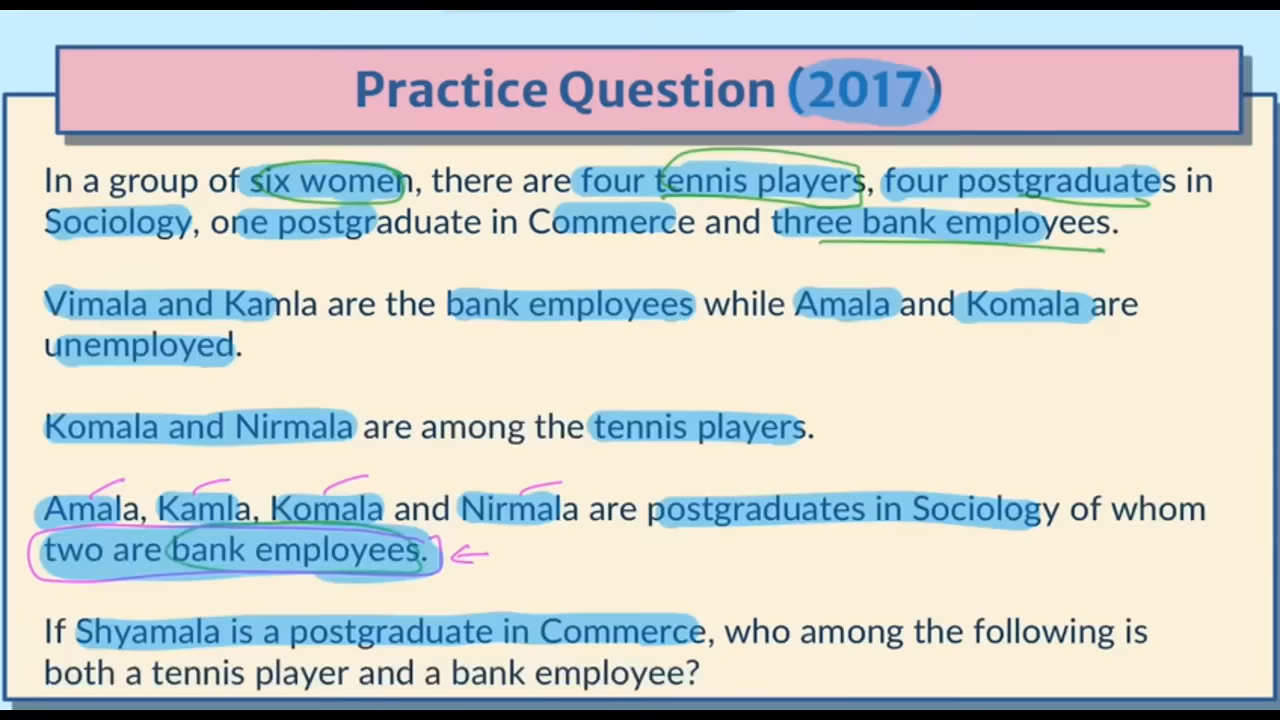 Practice Question (2017)
In a group of six women, there are four tennis players, four postgraduates in
Sociology, one postgraduate in Commerce and three bank employees.
Vimala and Kamla are the bank employees while Amala and Komala are
unemployed.
Komala and Nirmala are among the tennis players.
Amala, Kamla, Komala and Nirmala are postgraduates in Sociology of whom
two are bank employees.
If Shyamala is a postgraduate in Commerce, who among the following is
both a tennis player and a bank employee?